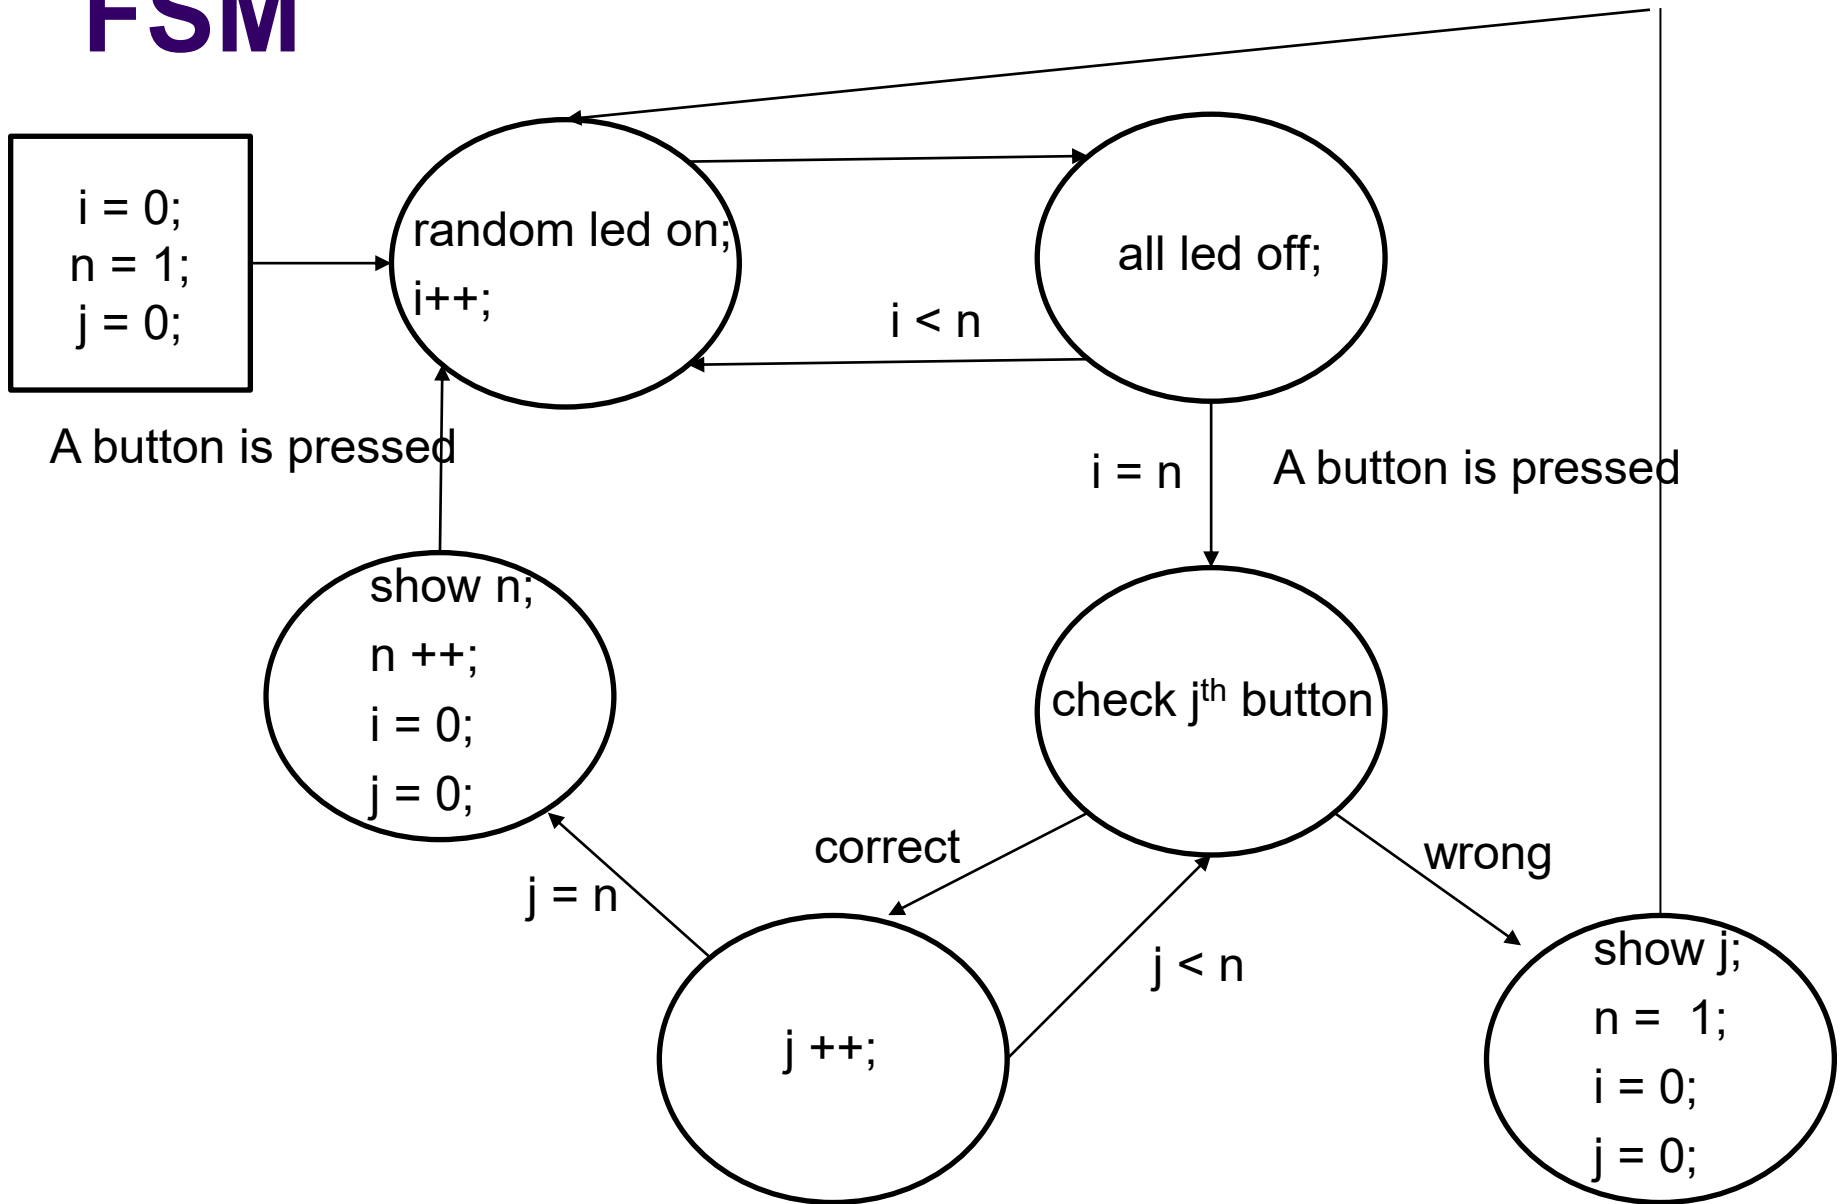 FSM
i = 0;
n = 1;
j = 0;
random led on;
i++;
all led off;
i < n
A button is pressed
i = n
A button is pressed
show n;
n ++;
i = 0;
j = 0;
check jth button
correct
wrong
j = n
j < n
j ++;
show j;
n =  1;
i = 0;
j = 0;